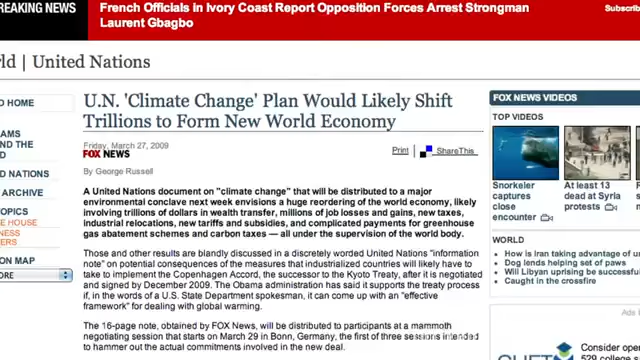 REAKING NEWS
French Officials in Ivory Coast Report Opposition Forces Arrest Strongman
Laurent Gbagbo
Subscrib
rld | United Nations
D HOME
AMS
ND THE
D
D NATIONS
ARCHIVE
OPICS
E HOUSE
NESS
ERS
ON MAP
ORE
U.N. 'Climate Change' Plan Would Likely Shift
Trillions to Form New World Economy
Friday, March 27, 2009
FOX NEWS
Print | ShareThis
By George Russell
A United Nations document on "climate change" that will be distributed to a major
environmental conclave next week envisions a huge reordering of the world economy, likely
involving trillions of dollars in wealth transfer, millions of job losses and gains, new taxes,
industrial relocations, new tariffs and subsidies, and complicated payments for greenhouse
gas abatement schemes and carbon taxes — all under the supervision of the world body.
Those and other results are blandly discussed in a discretely worded United Nations "information
note" on potential consequences of the measures that industrialized countries will likely have to
take to implement the Copenhagen Accord, the successor to the Kyoto Treaty, after it is negotiated
and signed by December 2009. The Obama administration has said it supports the treaty process
if, in the words of a U.S. State Department spokesman, it can come up with an "effective
framework" for dealing with global warming.
The 16-page note, obtained by FOX News, will be distributed to participants at a mammoth
negotiating session that starts on March 29 in Bonn, Germany, the first of three sessions intended
to hammer out the actual commitments involved in the new deal.
FOX NEWS VIDEOS
TOP VIDEOS
Snorkeler
captures
close
encounter
At least 13
dead at Syria
protests
WORLD
How is Iran taking advantage of un
Dog lends helping set of paws
Will Libyan uprising be successful
Caught in the crossfire
Ads
Consider oper
529 college s